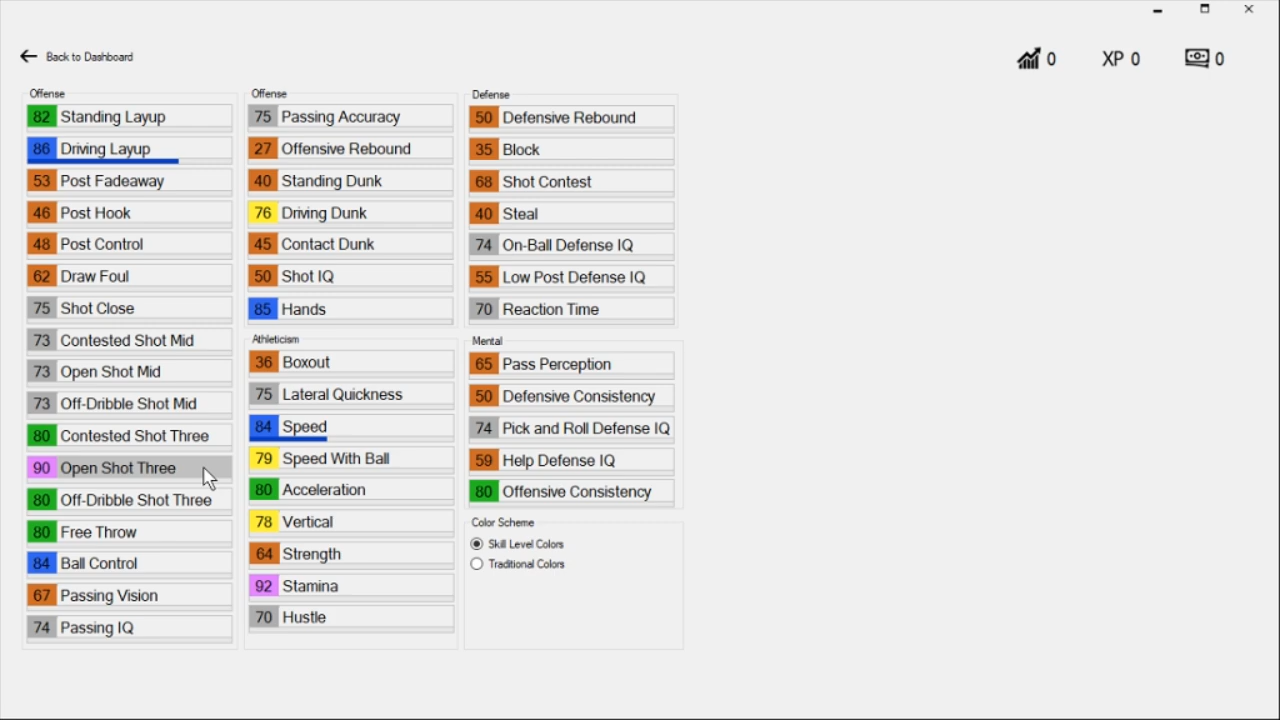 Back to Dashboard
0
XP 0
0
Offense
82 Standing Layup
86 Driving Layup
53 Post Fadeaway
46 Post Hook
48 Post Control
62 Draw Foul
75 Shot Close
73 Contested Shot Mid
73 Open Shot Mid
73 Off-Dribble Shot Mid
80 Contested Shot Three
90 Open Shot Three
80 Off-Dribble Shot Three
80 Free Throw
84 Ball Control
67 Passing Vision
74 Passing IQ
Offense
75 Passing Accuracy
27 Offensive Rebound
40 Standing Dunk
76 Driving Dunk
45 Contact Dunk
50 Shot IQ
85 Hands
Athleticism
36 Boxout
75 Lateral Quickness
84 Speed
79 Speed With Ball
80 Acceleration
78 Vertical
64 Strength
92 Stamina
70 Hustle
Defense
50 Defensive Rebound
35 Block
68 Shot Contest
40 Steal
74 On-Ball Defense IQ
55 Low Post Defense IQ
70 Reaction Time
Mental
65 Pass Perception
50 Defensive Consistency
74 Pick and Roll Defense IQ
59 Help Defense IQ
80 Offensive Consistency
Color Scheme
Skill Level Colors
Traditional Colors